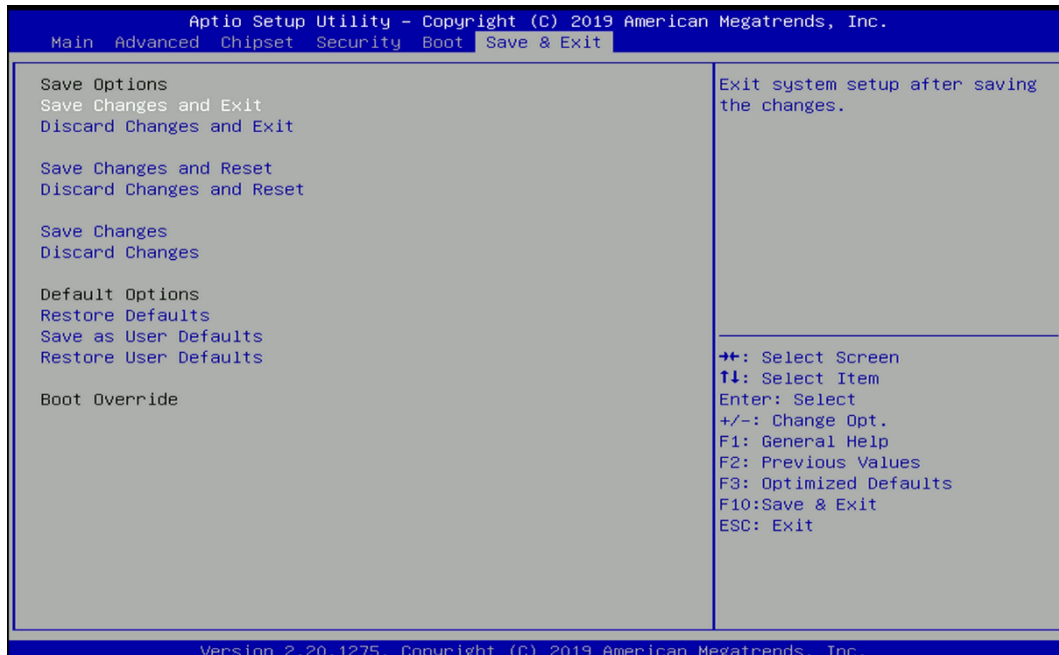 Aptio Setup Utility – Copyright (C) 2019 American Megatrends, Inc.
Main Advanced Chipset Security Boot Save & Exit
Save Options
Save Changes and Exit
Discard Changes and Exit
Save Changes and Reset
Discard Changes and Reset
Save Changes
Discard Changes
Default Options
Restore Defaults
Save as User Defaults
Restore User Defaults
Boot Override
Exit system setup after saving
the changes.
→←: Select Screen
↑↓: Select Item
Enter: Select
+/-: Change Opt.
F1: General Help
F2: Previous Values
F3: Optimized Defaults
F10:Save & Exit
ESC: Exit
Version 2.20.1275. Copyright (C) 2019 American Megatrends, Inc.